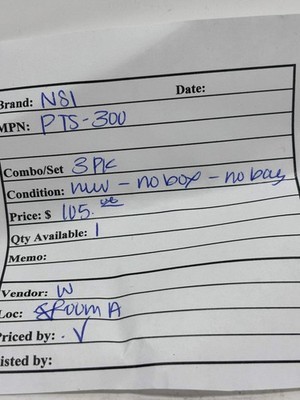 Brand: NSI Date:
MPN: PTS-300
Combo/Set 3PK
Condition: new - no box - no bag
Price: $ 105.00
Qty Available: 1
Memo:
Vendor: W
Loc: Room A
Priced by: . V
isted by: